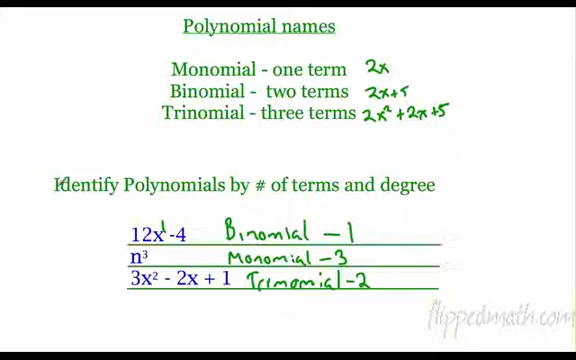 Polynomial names
Monomial - one term 2x
Binomial - two terms 2x+5
Trinomial - three terms 2x² + 2x + 5
Identify Polynomials by # of terms and degree
12x¹ -4 Binomial - 1
n³ Monomial - 3
3x² - 2x + 1 Trinomial - 2
flippedmath.com